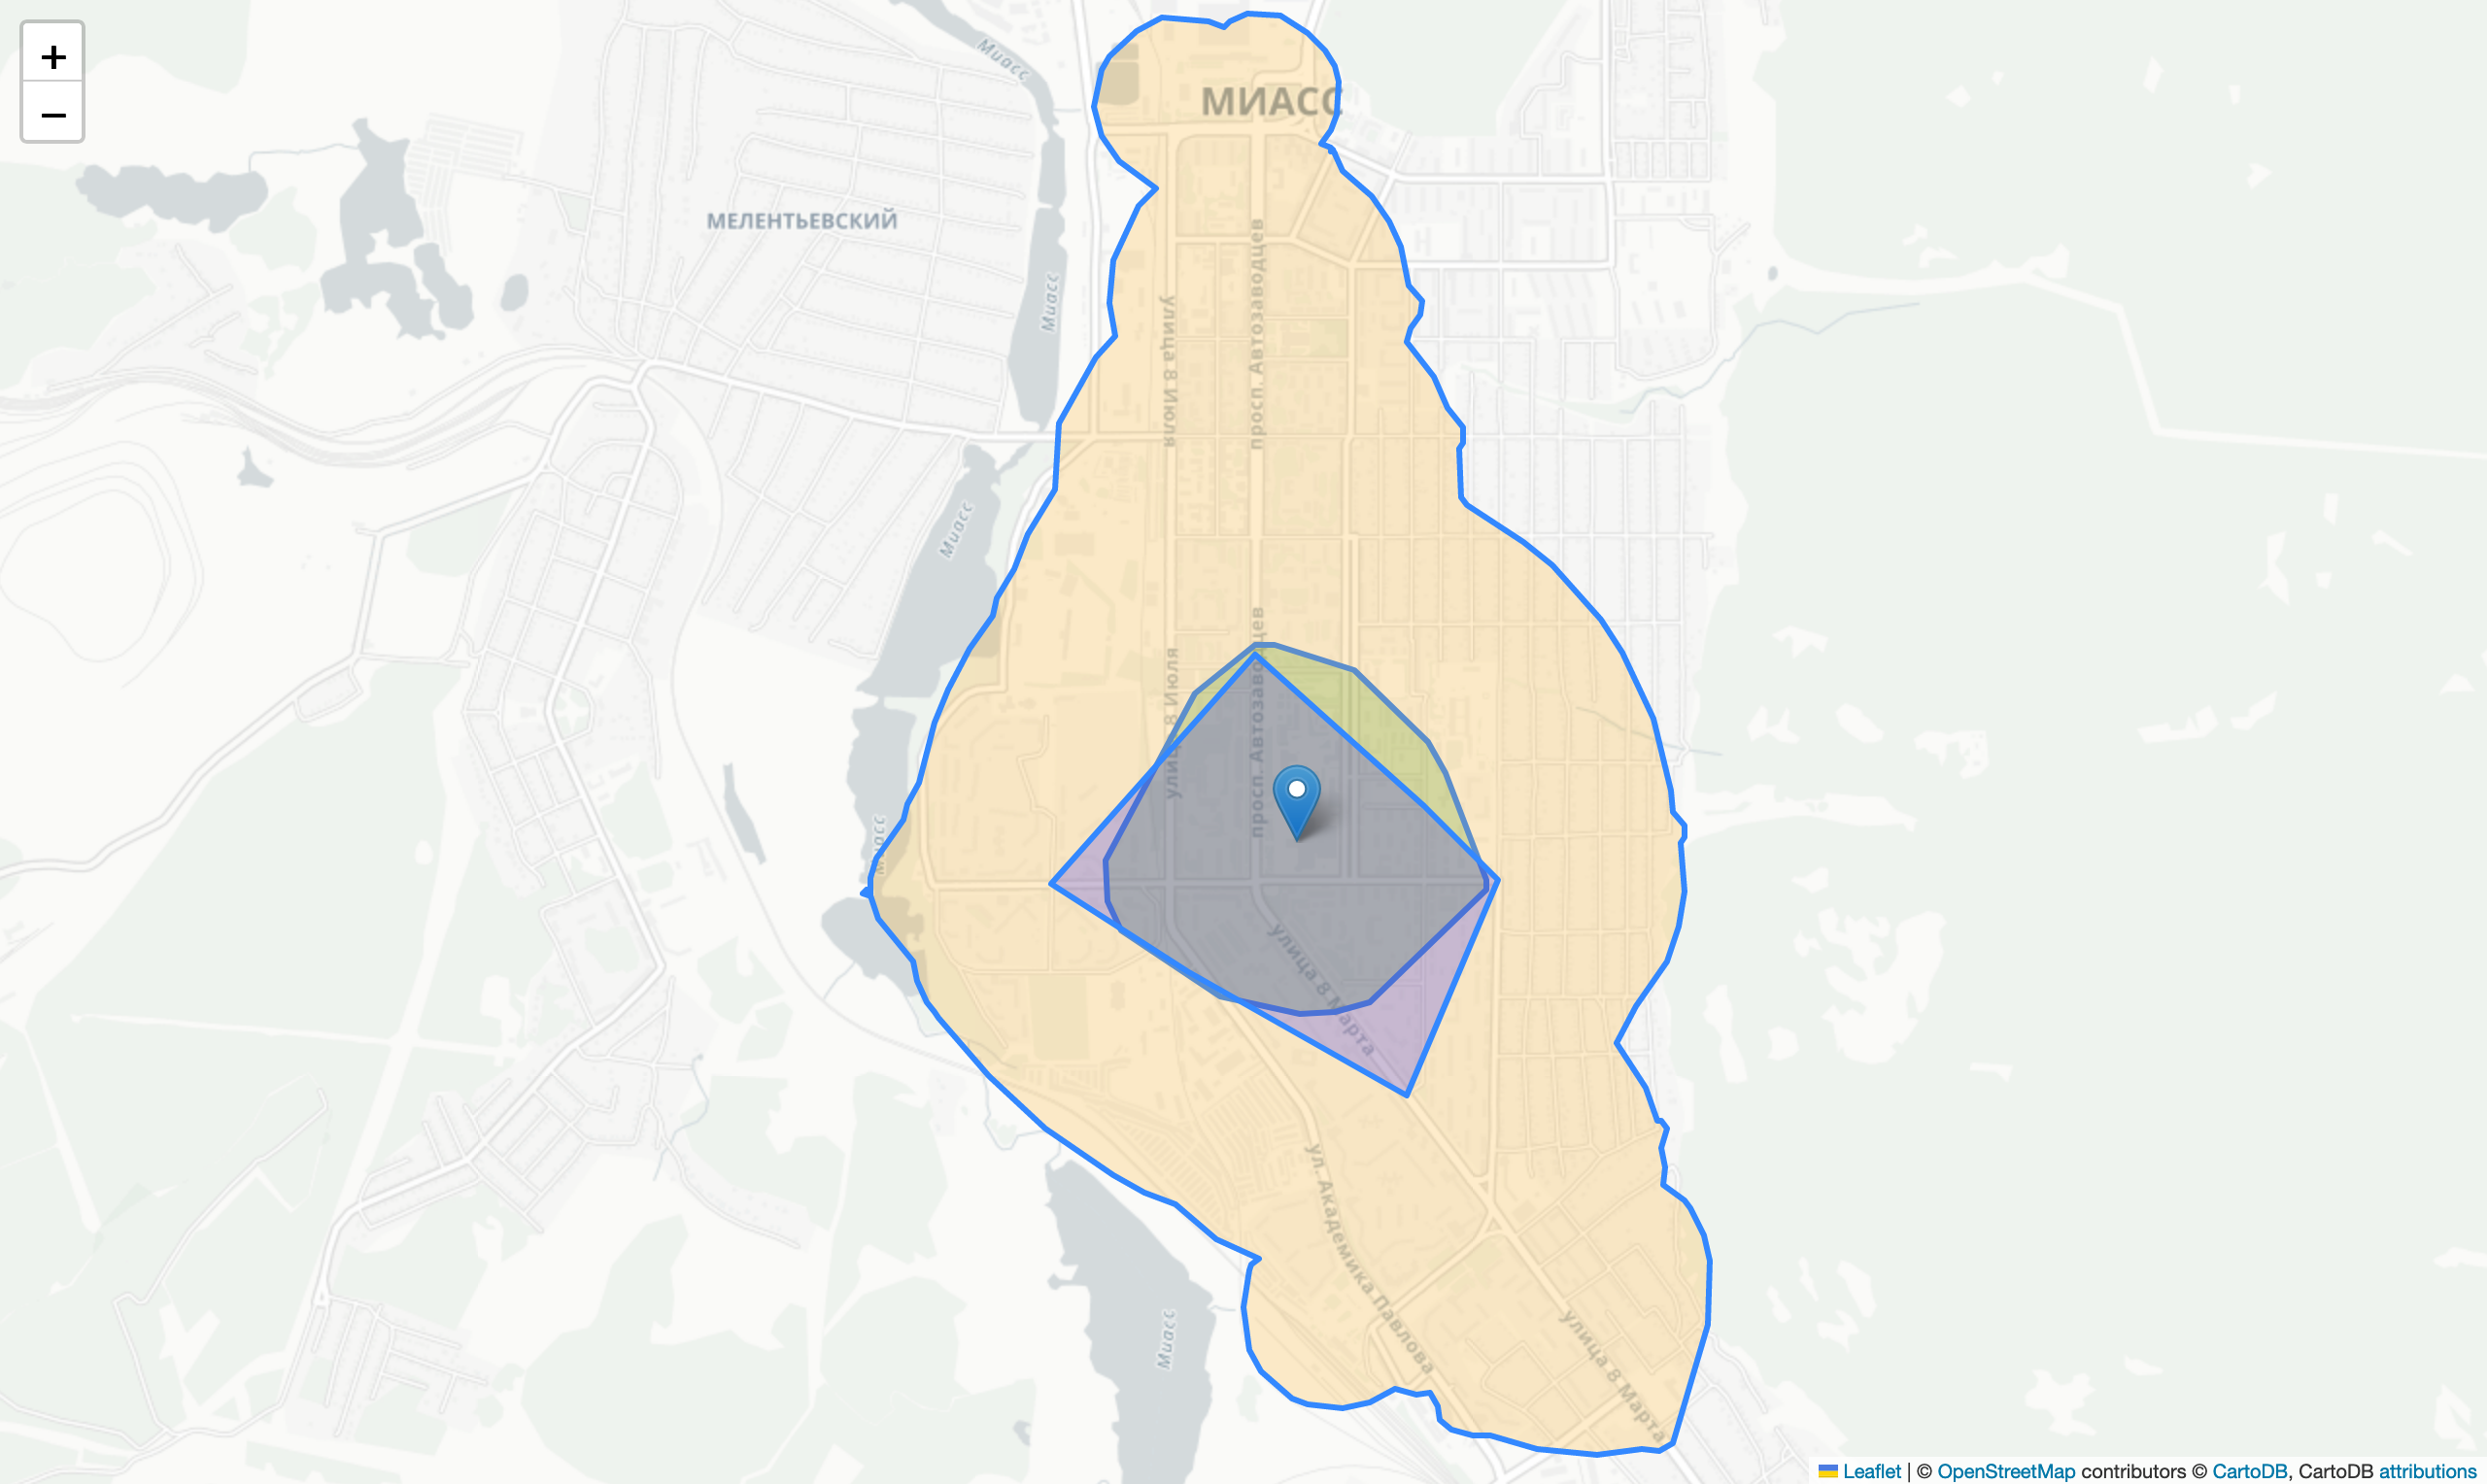 +
−
Миасс
МИАСС
МЕЛЕНТЬЕВСКИЙ
Миасс
улица 8 Июля
просп. Автозаводцев
Миасс
улица 8 Июля
просп. Автозаводцев
Миасс
улица 8 Марта
ул. Академика Павлова
Миасс
улица 8 Марта
Leaflet | © OpenStreetMap contributors © CartoDB, CartoDB attributions